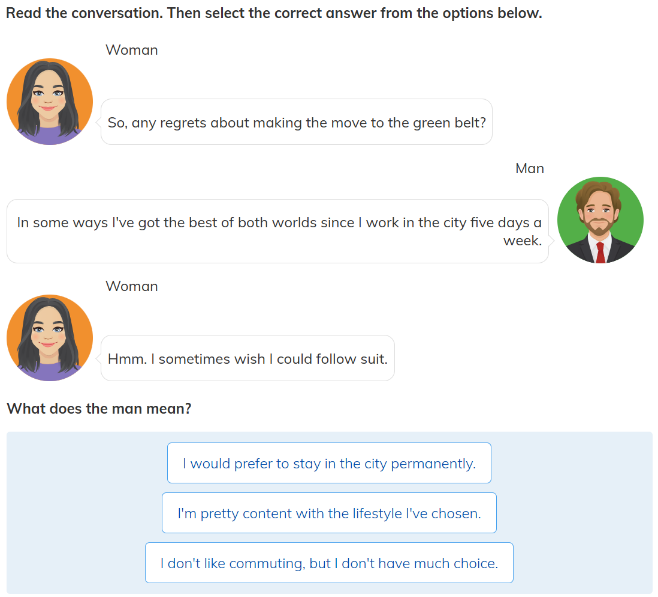 Read the conversation. Then select the correct answer from the options below.
Woman
So, any regrets about making the move to the green belt?
Man
In some ways I've got the best of both worlds since I work in the city five days a
week.
Woman
Hmm. I sometimes wish I could follow suit.
What does the man mean?
I would prefer to stay in the city permanently.
I'm pretty content with the lifestyle I've chosen.
I don't like commuting, but I don't have much choice.